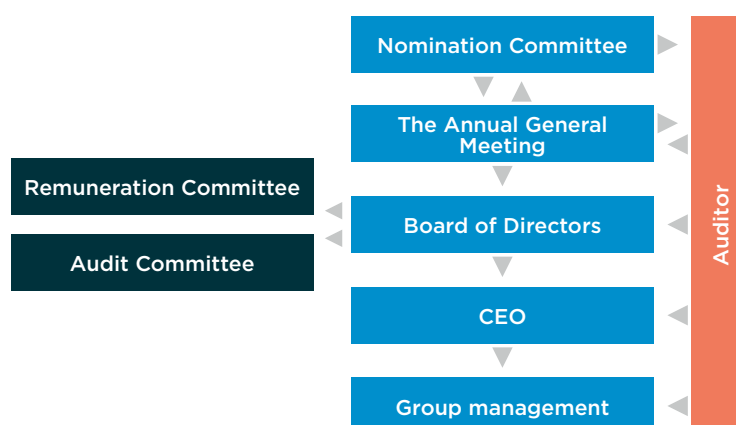 Nomination Committee
The Annual General
Meeting
Remuneration Committee
Board of Directors
Audit Committee
CEO
Group management
Auditor